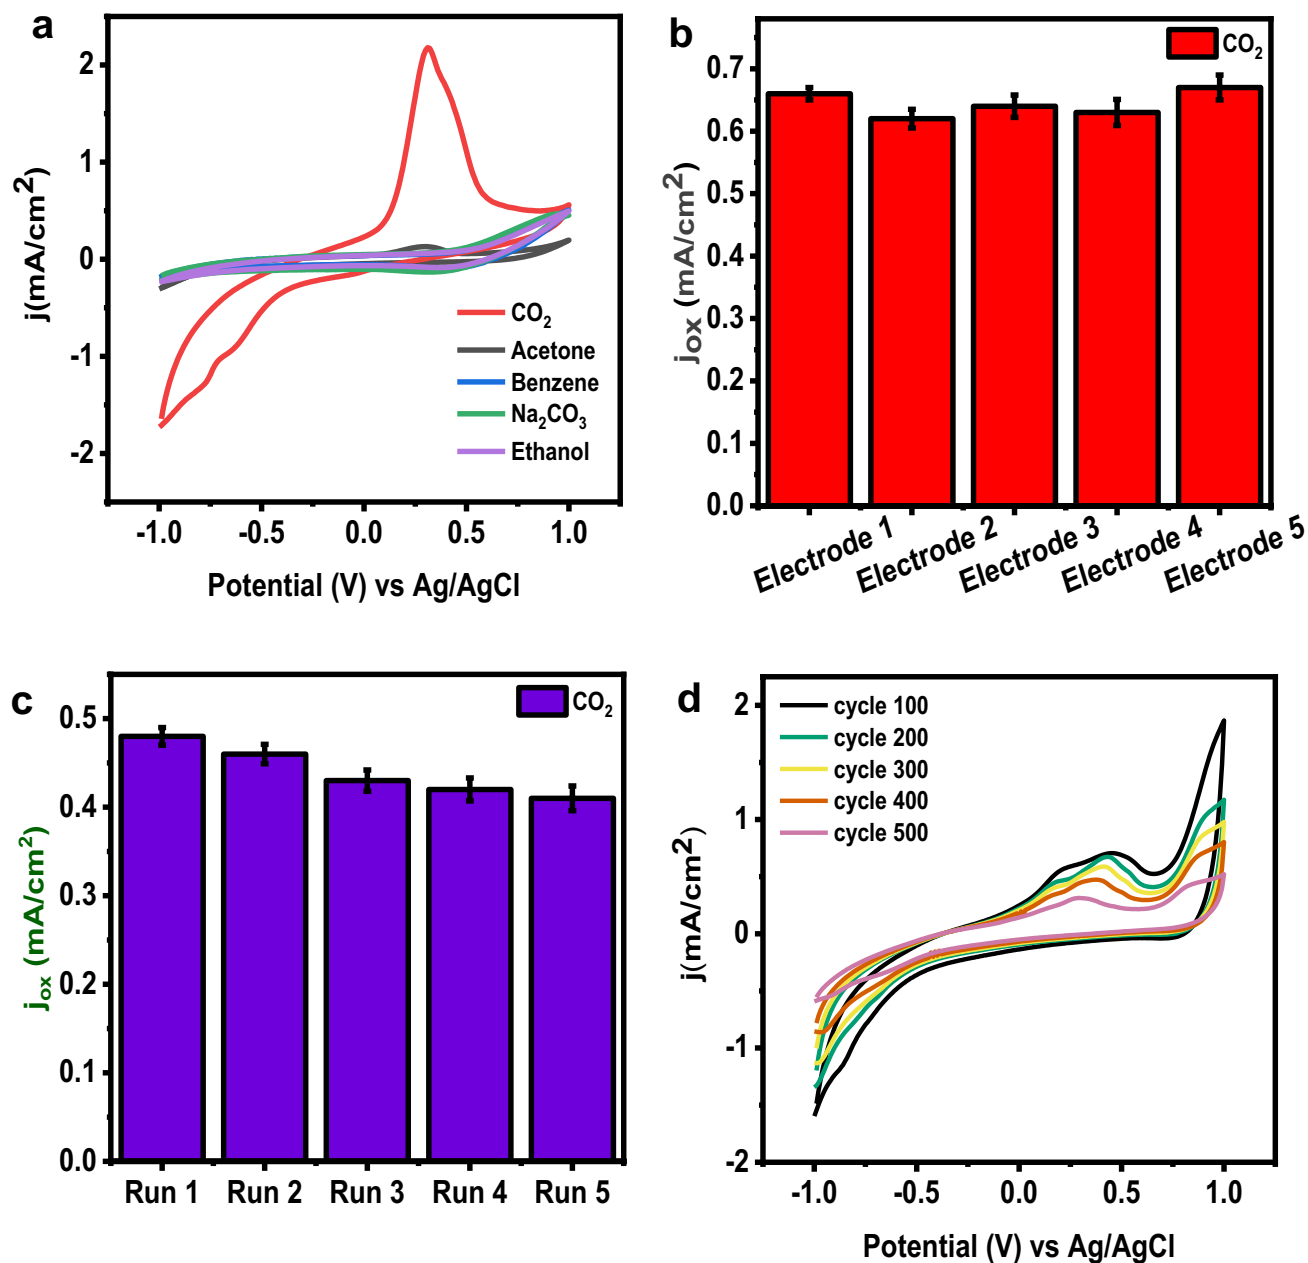 a
2
1
0
-1
-2
j(mA/cm²)
CO₂
Acetone
Benzene
Na₂CO₃
Ethanol
-1.0 -0.5 0.0 0.5 1.0
Potential (V) vs Ag/AgCl
b
CO₂
0.7
0.6
0.5
0.4
0.3
0.2
0.1
0.0
jox (mA/cm²)
Electrode 1 Electrode 2 Electrode 3 Electrode 4 Electrode 5
c
CO₂
0.5
0.4
0.3
0.2
0.1
0.0
jox (mA/cm²)
Run 1 Run 2 Run 3 Run 4 Run 5
d
cycle 100
cycle 200
cycle 300
cycle 400
cycle 500
2
1
0
-1
-2
j(mA/cm²)
-1.0 -0.5 0.0 0.5 1.0
Potential (V) vs Ag/AgCl